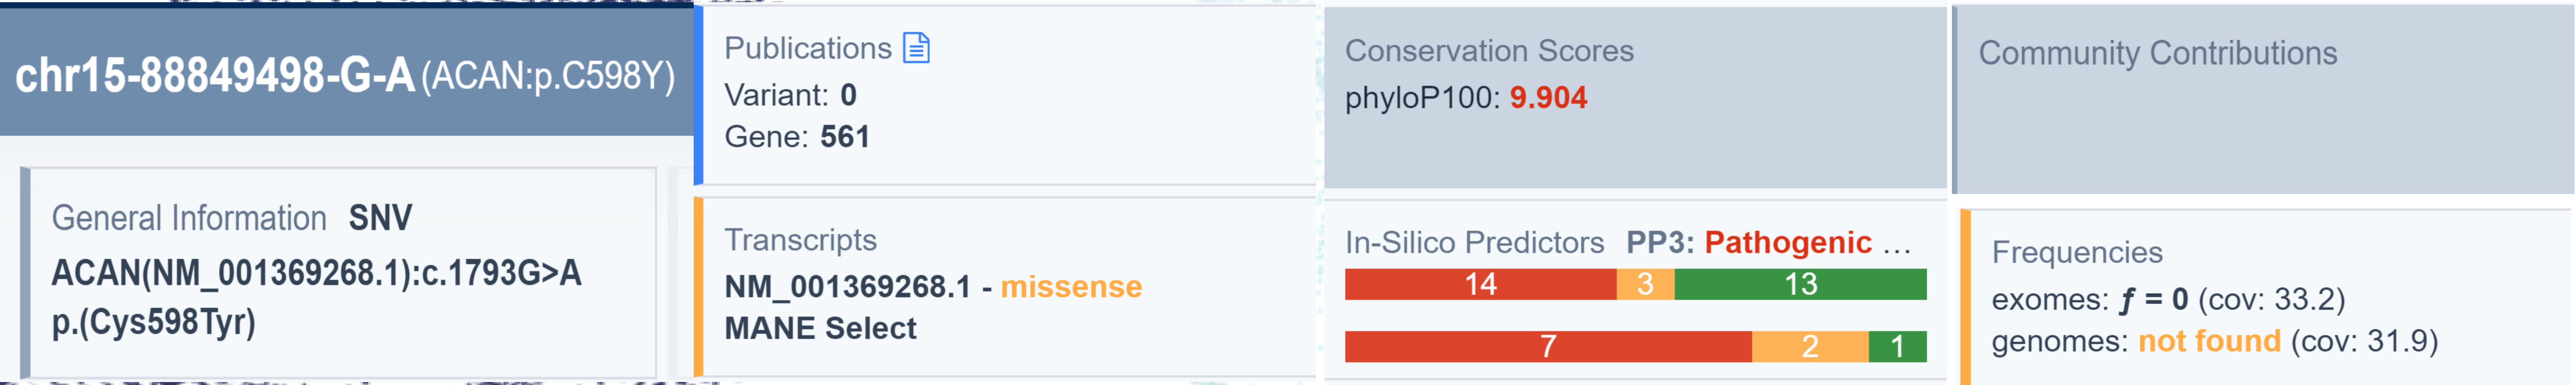 chr15-88849498-G-A (ACAN:p.C598Y)
General Information SNV
ACAN(NM_001369268.1):c.1793G>A
p.(Cys598Tyr)
Publications
Variant: 0
Gene: 561
Transcripts
NM_001369268.1 - missense
MANE Select
Conservation Scores
phyloP100: 9.904
In-Silico Predictors PP3: Pathogenic ...
14 3 13
7 2 1
Community Contributions
Frequencies
exomes: ƒ = 0 (cov: 33.2)
genomes: not found (cov: 31.9)